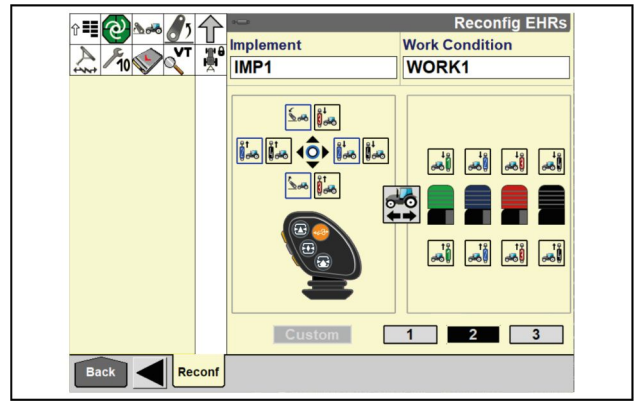 Reconfig EHRs
Implement
Work Condition
IMP1
WORK1
VT
10
L
Custom
1
2
3
Back
Reconf